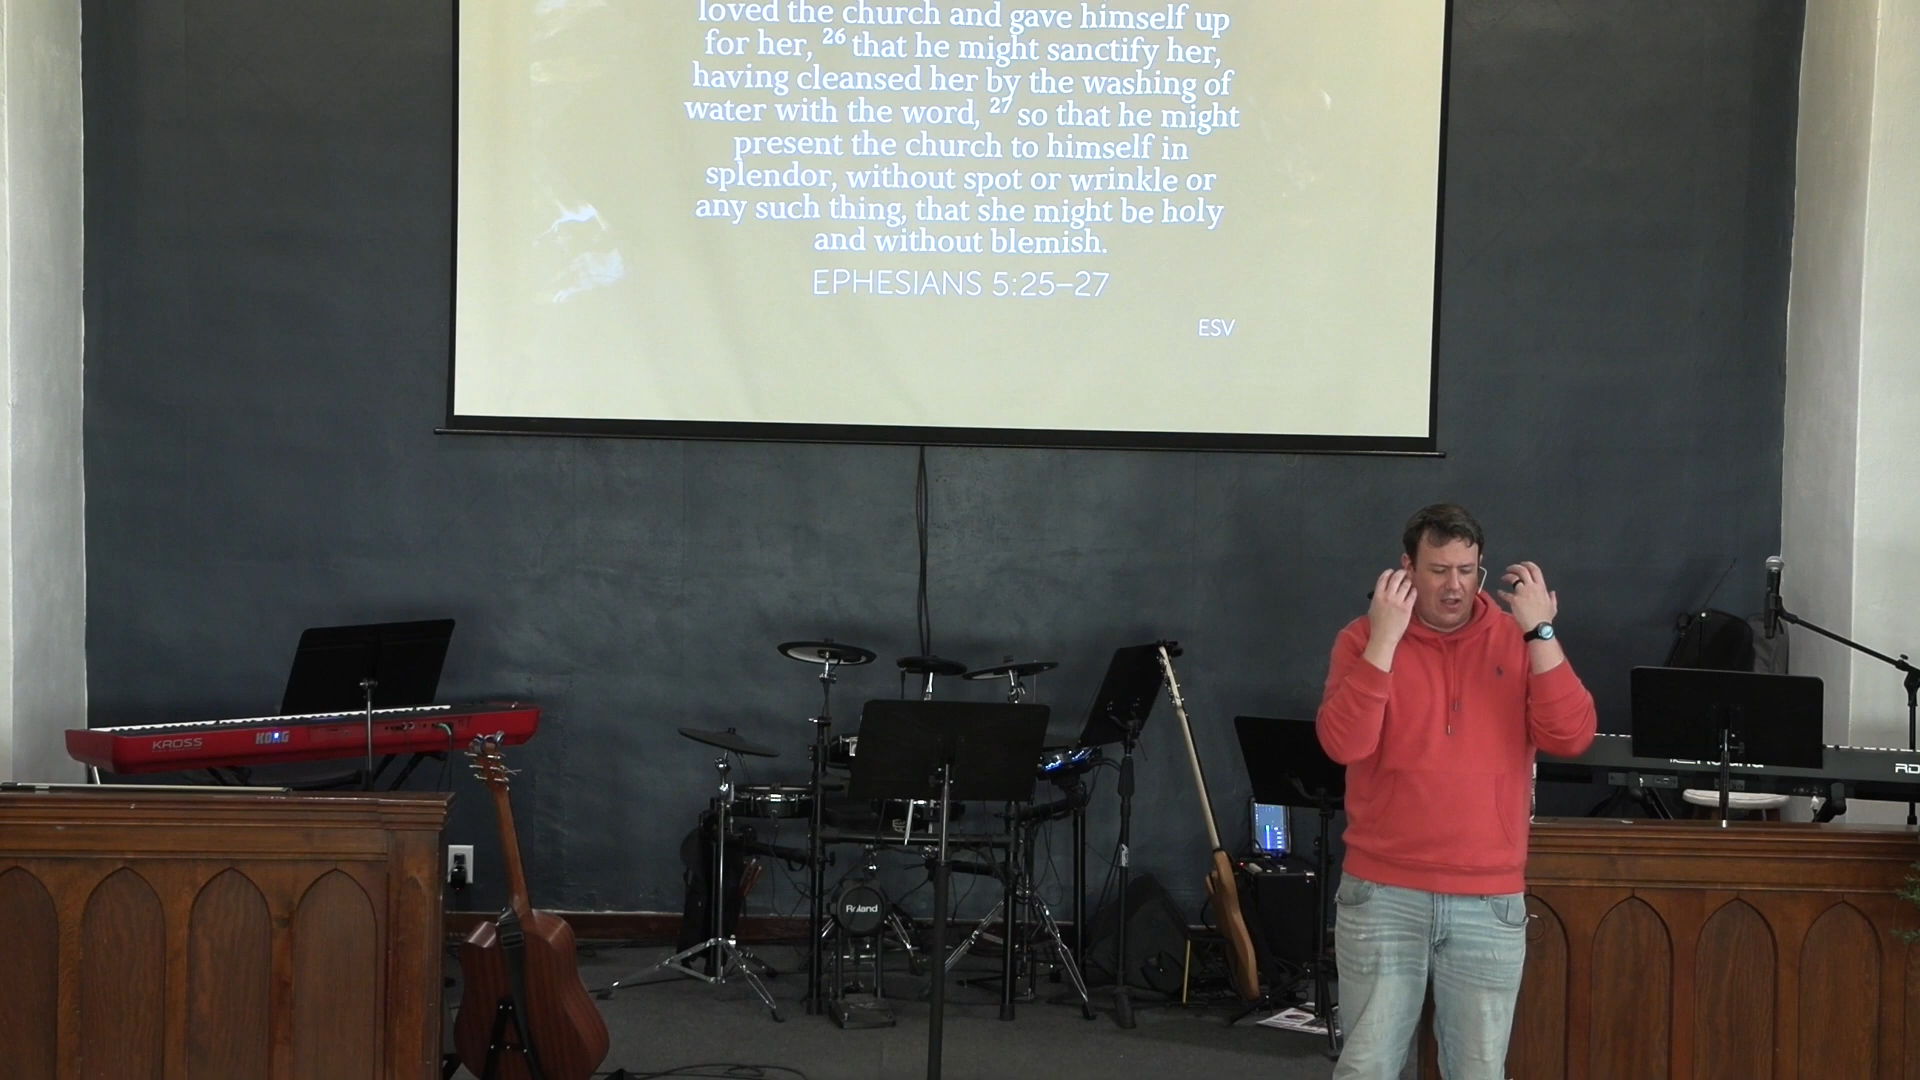 loved the church and gave himself up
for her, 26 that he might sanctify her,
having cleansed her by the washing of
water with the word, 27 so that he might
present the church to himself in
splendor, without spot or wrinkle or
any such thing, that she might be holy
and without blemish.
EPHESIANS 5:25–27
ESV
KROSS
KORG
Roland
RD